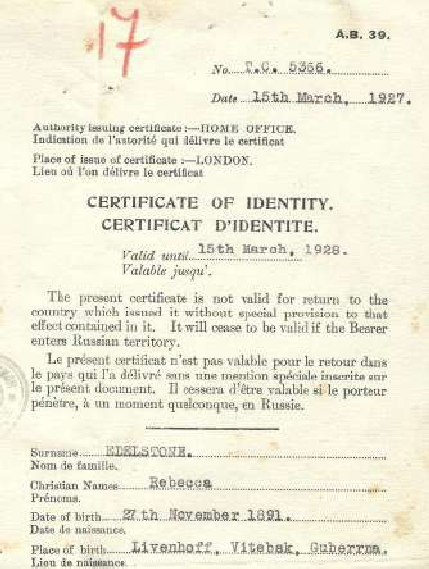 17
A.B. 39.
No. T.C. 5366.
Date 15th March, 1927.
Authority issuing certificate :—HOME OFFICE.
Indication de l'autorité qui délivre le certificat
Place of issue of certificate :—LONDON.
Lieu où l'on délivre le certificat
CERTIFICATE OF IDENTITY.
CERTIFICAT D'IDENTITE.
Valid until 15th March, 1928.
Valable jusqu'.
The present certificate is not valid for return to the
country which issued it without special provision to that
effect contained in it. It will cease to be valid if the Bearer
enters Russian territory.
Le présent certificat n'est pas valable pour le retour dans
le pays qui l'a délivré sans une mention spéciale inscrite sur
le présent document. Il cessera d'être valable si le porteur
pénètre, à un moment quelconque, en Russie.
Surname EDELSTONE.
Nom de famille.
Christian Names Rebecca
Prénoms.
Date of birth 27th November 1891.
Date de naissance.
Place of birth Livenhoff, Vitebsk, Guberrna.
Lieu de naissance.